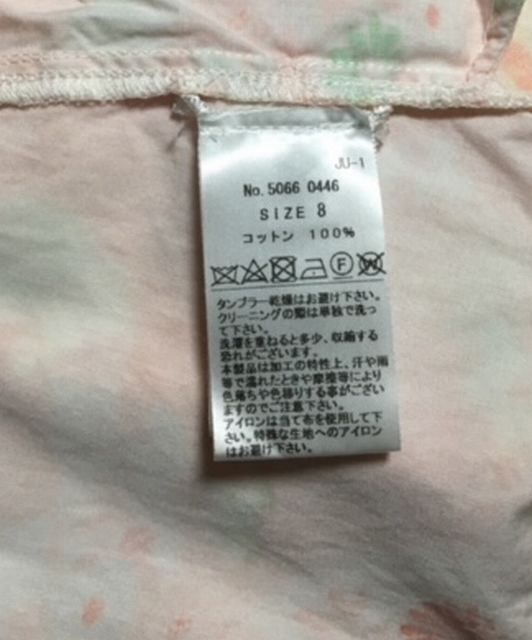 JU-1
No. 5066 0446
SIZE 8
コットン 100%
F W
タンブラー乾燥はお避け下さい。
クリーニングの際は単独で洗っ
て下さい。
洗濯を重ねると多少、収縮する
恐れがございます。
本製品は加工の特性上、汗や雨
等で濡れたときや摩擦等により
色落ちや色移りする事がござい
ますのでご注意下さい。
アイロンは当て布を使用して下
さい。特殊な生地へのアイロン
はお避け下さい。